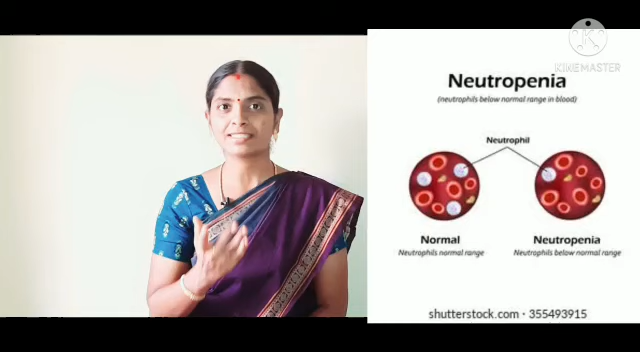 KINEMASTER
Neutropenia
(neutrophils below normal range in blood)
Neutrophil
Normal
Neutropenia
Neutrophils normal range
Neutrophils below normal range
shutterstock.com · 355493915